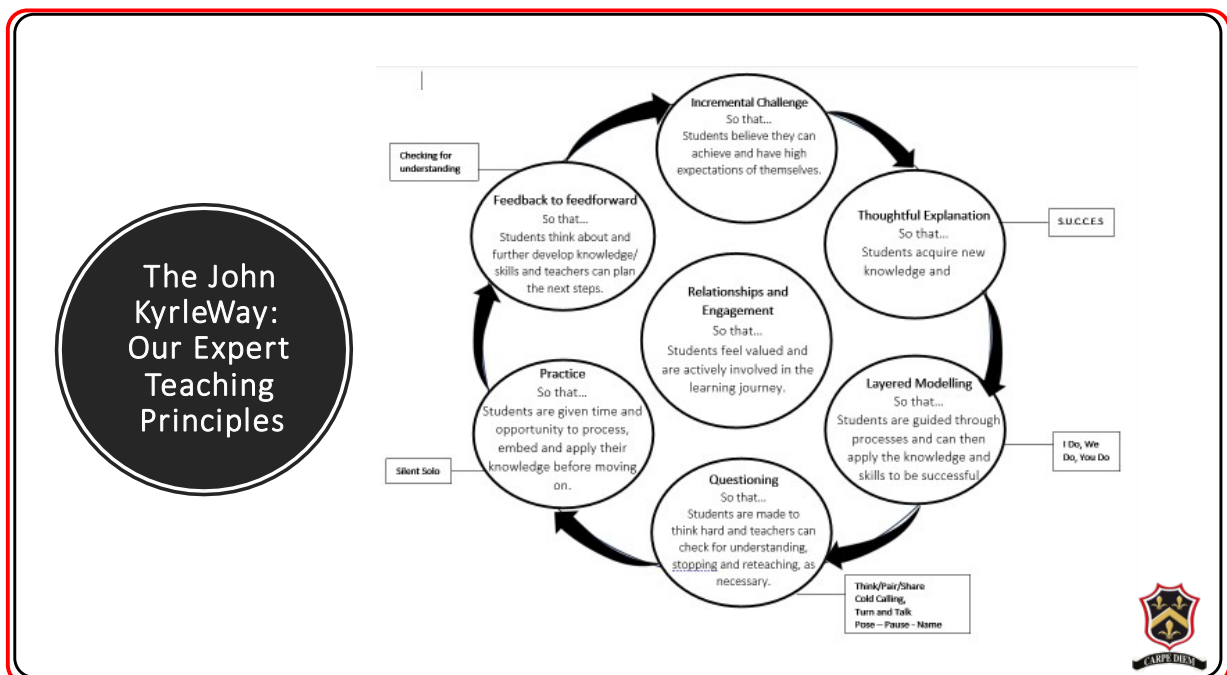 The John
KyrleWay:
Our Expert
Teaching
Principles
Incremental Challenge
So that...
Students believe they can
achieve and have high
expectations of themselves.
Thoughtful Explanation
So that...
Students acquire new
knowledge and
S.U.C.C.E.S
Layered Modelling
So that...
Students are guided through
processes and can then
apply the knowledge and
skills to be successful
I Do, We
Do, You Do
Questioning
So that...
Students are made to
think hard and teachers can
check for understanding,
stopping and reteaching, as
necessary.
Think/Pair/Share
Cold Calling,
Turn and Talk
Pose – Pause - Name
Practice
So that...
Students are given time and
opportunity to process,
embed and apply their
knowledge before moving
on.
Silent Solo
Feedback to feedforward
So that...
Students think about and
further develop knowledge/
skills and teachers can plan
the next steps.
Checking for
understanding
Relationships and
Engagement
So that...
Students feel valued and
are actively involved in the
learning journey.
CARPE DIEM